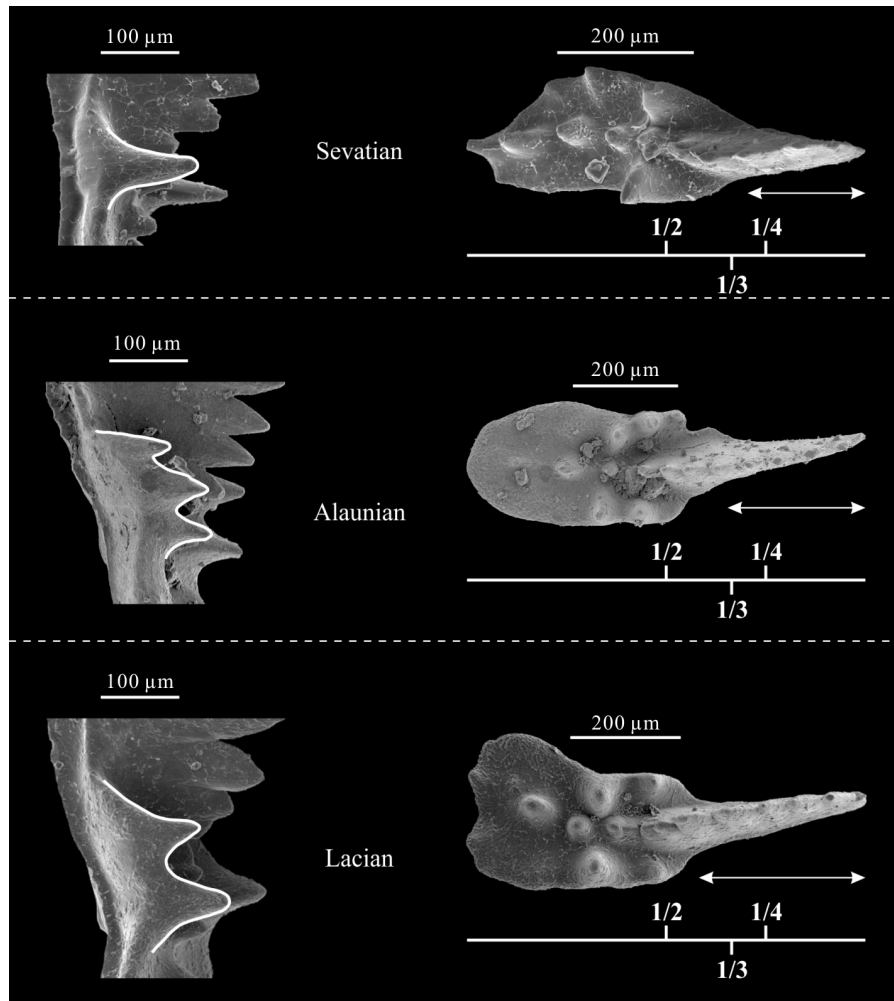 100 µm
200 µm
Sevatian
1/2 1/4
1/3
100 µm
200 µm
Alaunian
1/2 1/4
1/3
100 µm
200 µm
Lacian
1/2 1/4
1/3